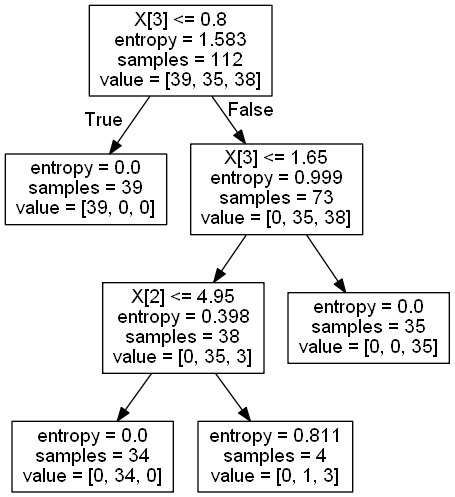 X[3] <= 0.8
entropy = 1.583
samples = 112
value = [39, 35, 38]
True
False
entropy = 0.0
samples = 39
value = [39, 0, 0]
X[3] <= 1.65
entropy = 0.999
samples = 73
value = [0, 35, 38]
X[2] <= 4.95
entropy = 0.398
samples = 38
value = [0, 35, 3]
entropy = 0.0
samples = 35
value = [0, 0, 35]
entropy = 0.0
samples = 34
value = [0, 34, 0]
entropy = 0.811
samples = 4
value = [0, 1, 3]